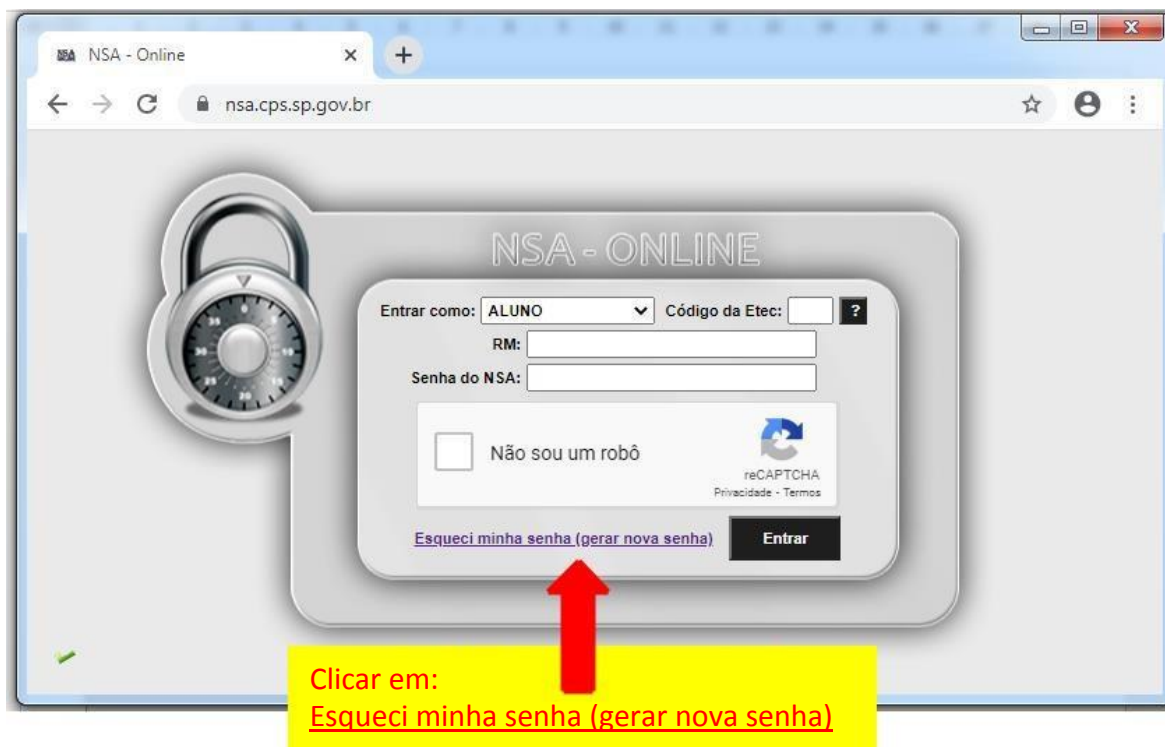 NSA - Online
nsa.cps.sp.gov.br
NSA - ONLINE
Entrar como: ALUNO Código da Etec: ?
RM:
Senha do NSA:
Não sou um robô
reCAPTCHA
Privacidade - Termos
Esqueci minha senha (gerar nova senha) Entrar
Clicar em:
Esqueci minha senha (gerar nova senha)